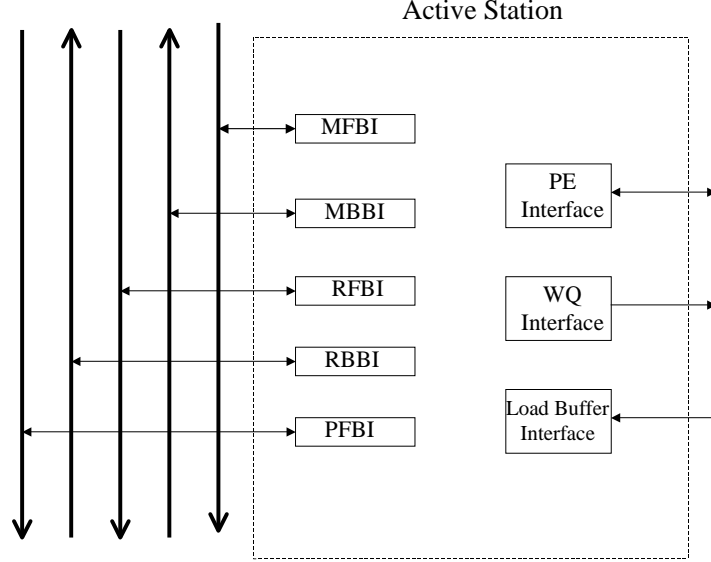 Active Station
MFBI
MBBI
RFBI
RBBI
PFBI
PE
Interface
WQ
Interface
Load Buffer
Interface